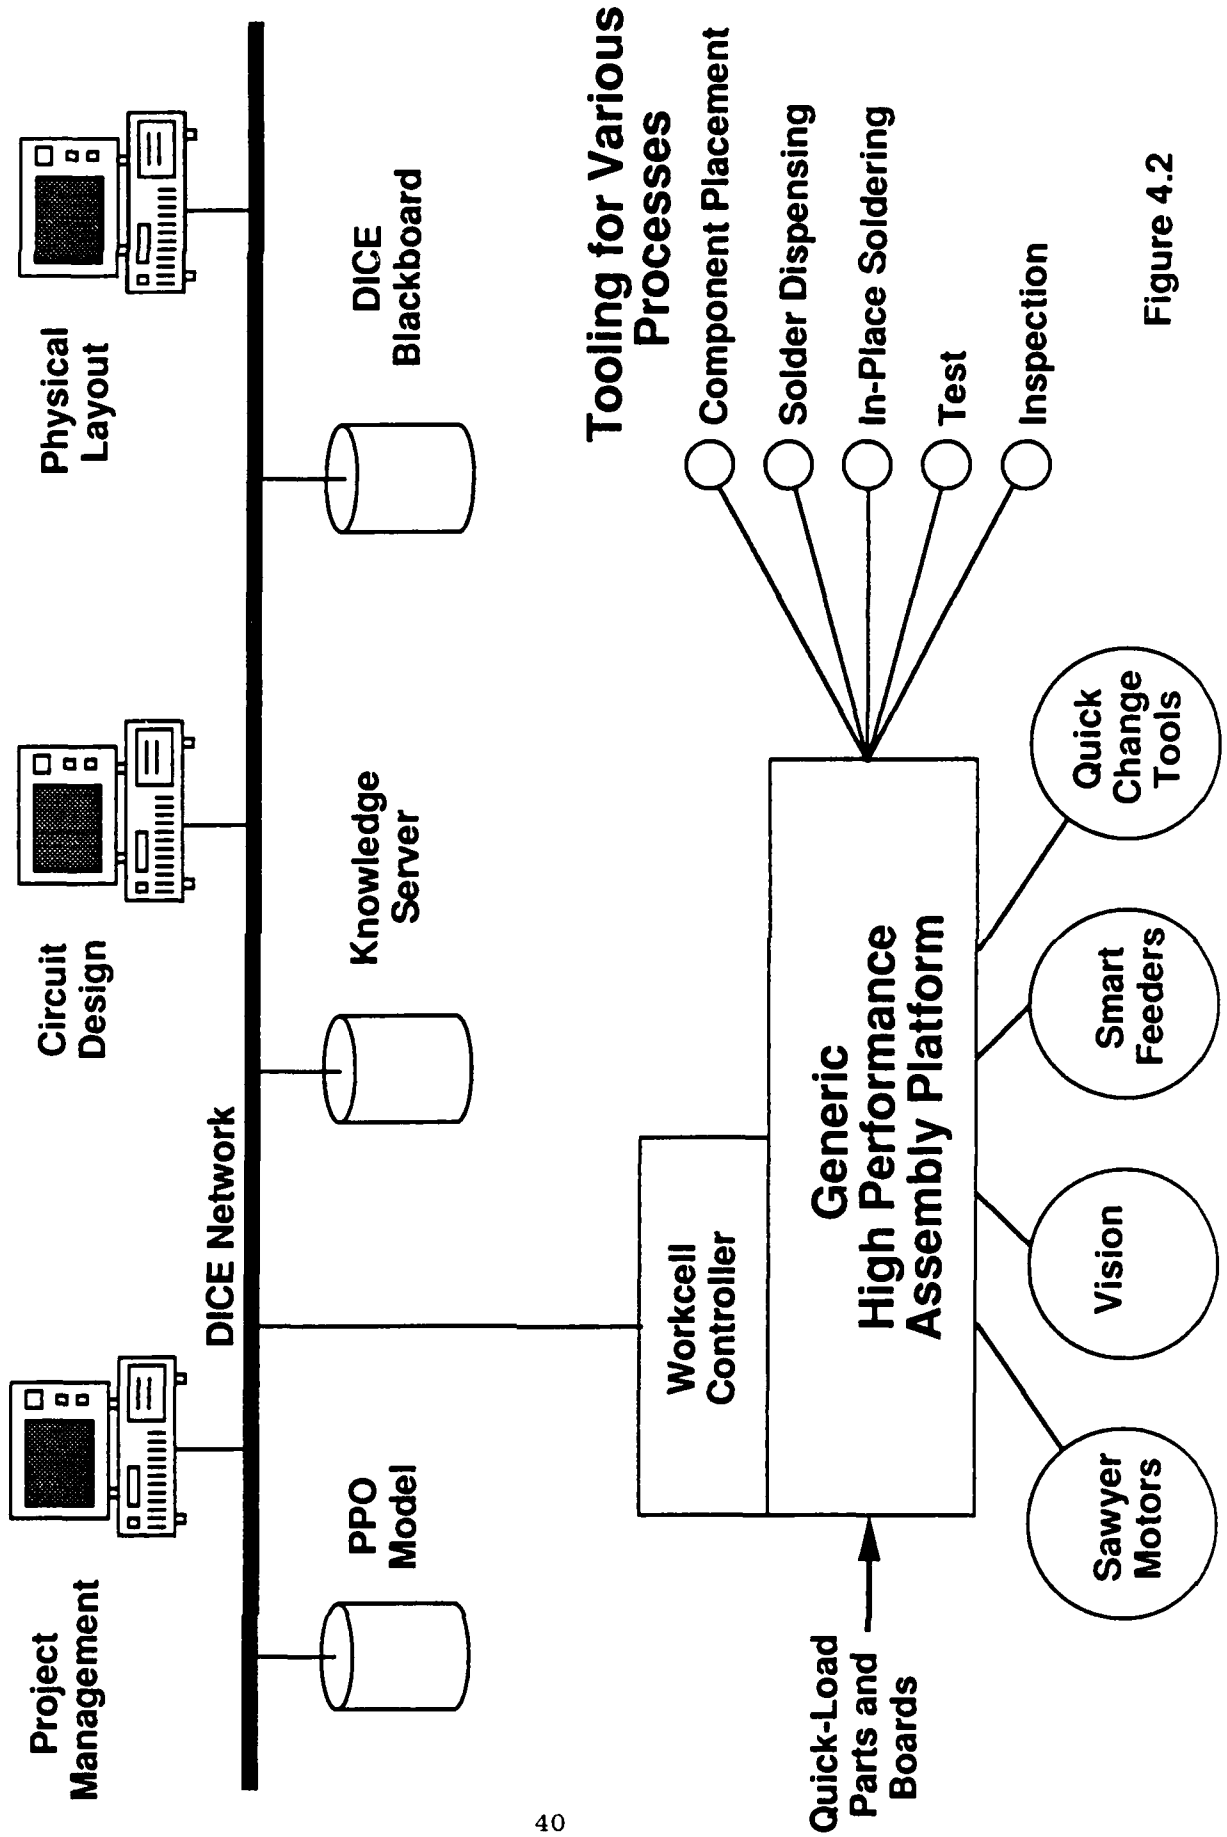 Project
Management
Circuit
Design
Physical
Layout
DICE Network
PPO
Model
Knowledge
Server
DICE
Blackboard
Workcell
Controller
Generic
High Performance
Assembly Platform
Quick-Load
Parts and
Boards
Tooling for Various
Processes
Component Placement
Solder Dispensing
In-Place Soldering
Test
Inspection
Sawyer
Motors
Vision
Smart
Feeders
Quick
Change
Tools
Figure 4.2
40